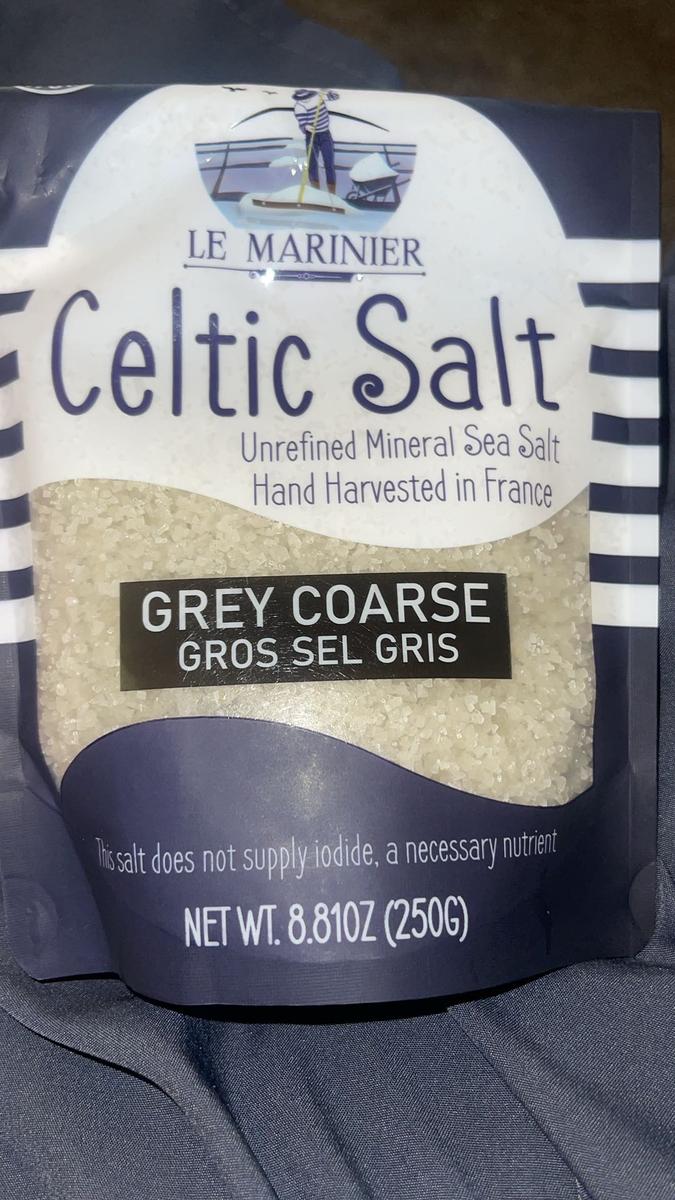 LE MARINIER
Celtic Salt
Unrefined Mineral Sea Salt
Hand Harvested in France
GREY COARSE
GROS SEL GRIS
This salt does not supply iodide, a necessary nutrient
NET WT. 8.81OZ (250G)